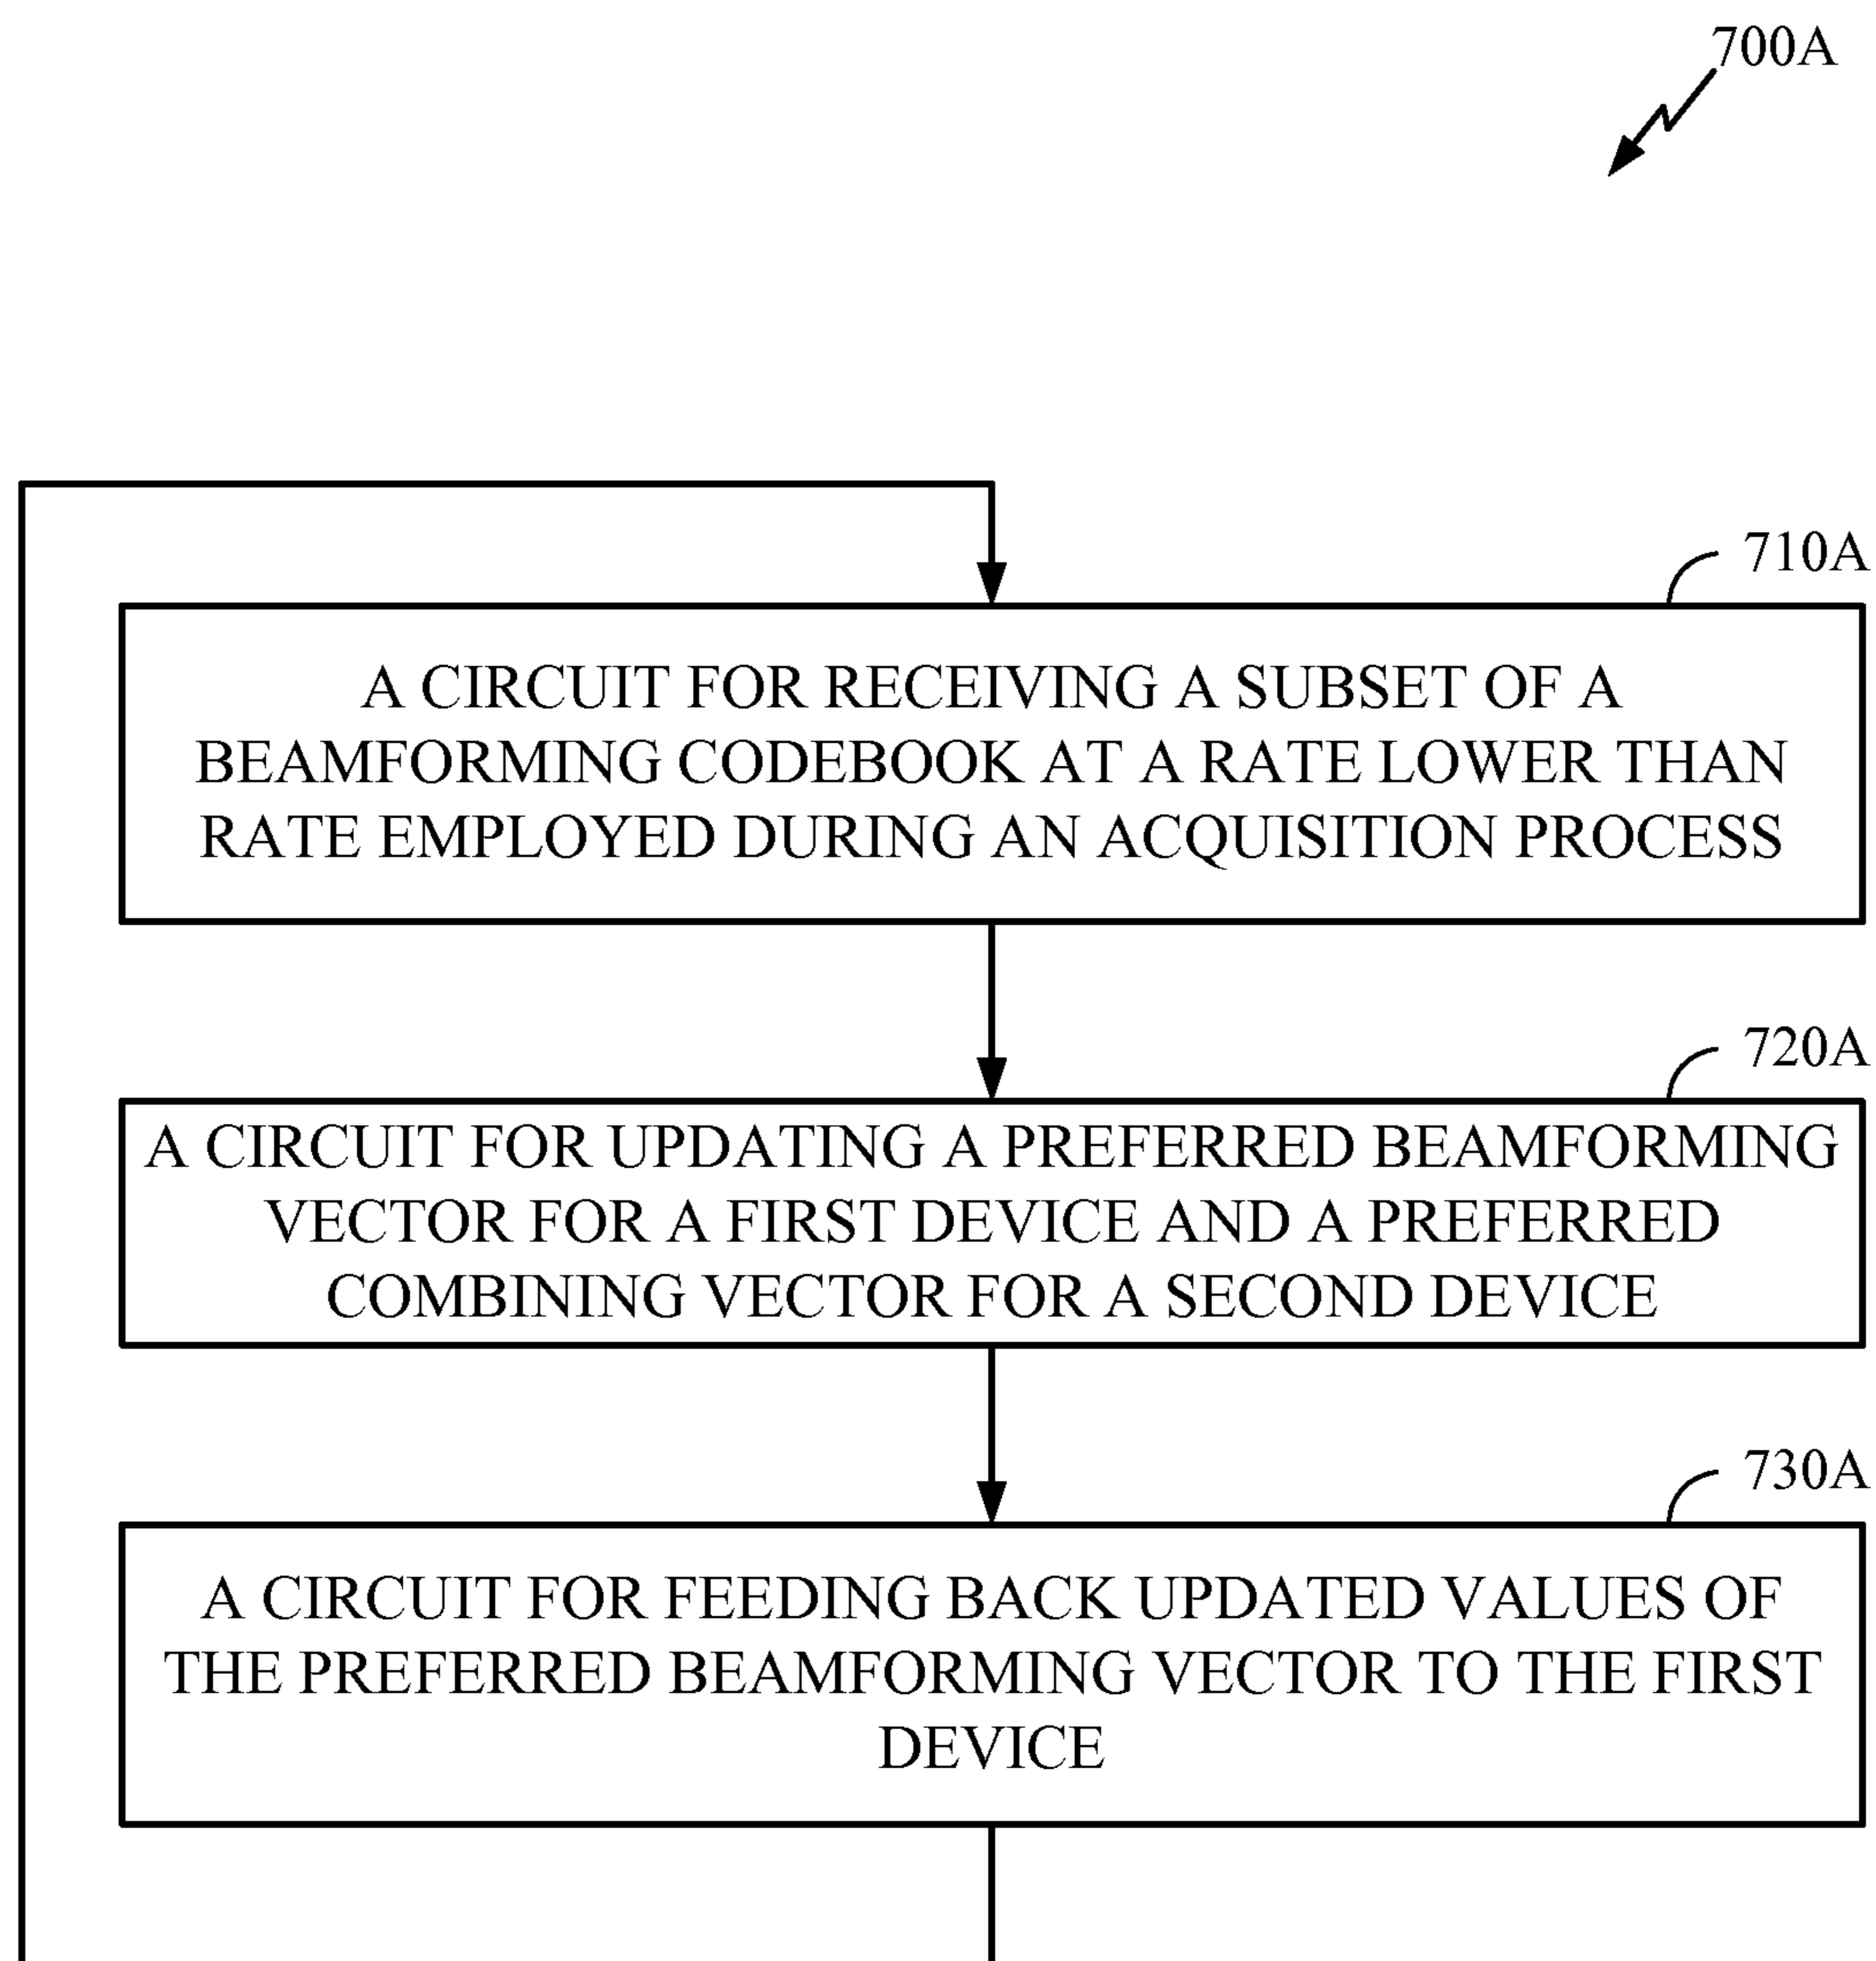 700A
710A
A CIRCUIT FOR RECEIVING A SUBSET OF A
BEAMFORMING CODEBOOK AT A RATE LOWER THAN
RATE EMPLOYED DURING AN ACQUISITION PROCESS
720A
A CIRCUIT FOR UPDATING A PREFERRED BEAMFORMING
VECTOR FOR A FIRST DEVICE AND A PREFERRED
COMBINING VECTOR FOR A SECOND DEVICE
730A
A CIRCUIT FOR FEEDING BACK UPDATED VALUES OF
THE PREFERRED BEAMFORMING VECTOR TO THE FIRST
DEVICE